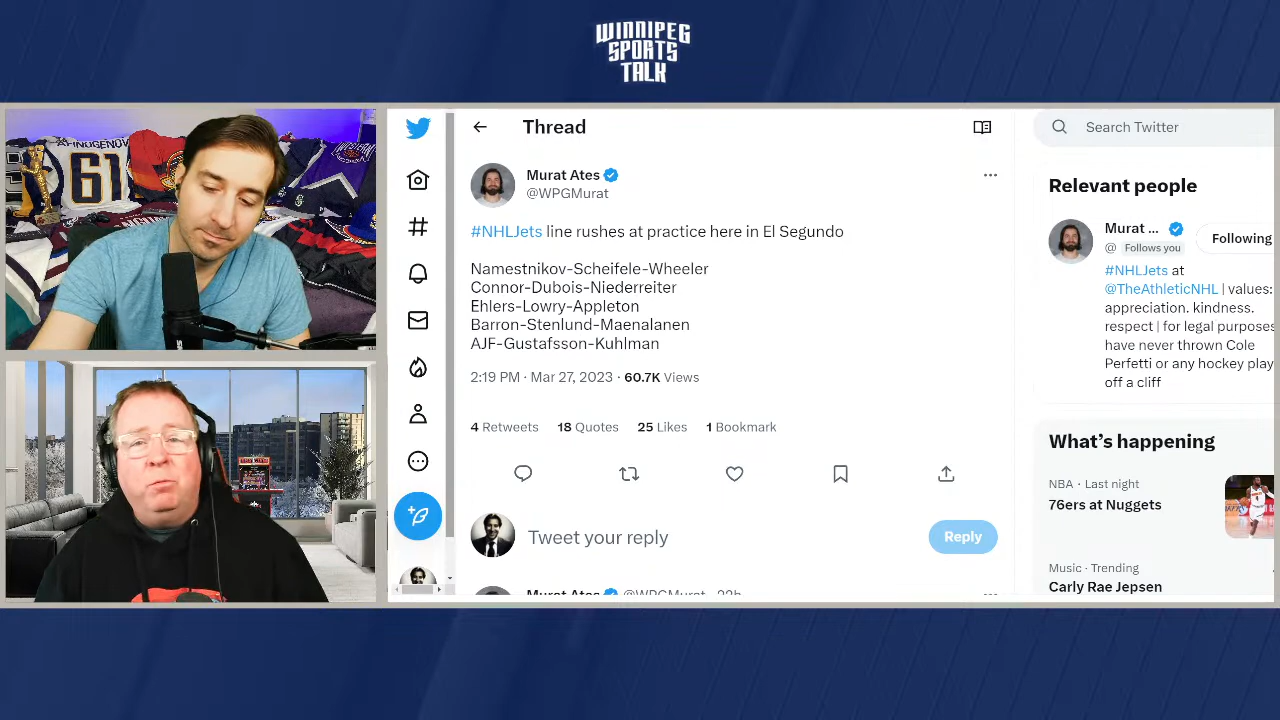 WINNIPEG
SPORTS
TALK
AFINOGENOV
61
Thread
Search Twitter
Murat Ates
@WPGMurat
#NHLJets line rushes at practice here in El Segundo
Namestnikov-Scheifele-Wheeler
Connor-Dubois-Niederreiter
Ehlers-Lowry-Appleton
Barron-Stenlund-Maenalanen
AJF-Gustafsson-Kuhlman
2:19 PM · Mar 27, 2023 · 60.7K Views
4 Retweets 18 Quotes 25 Likes 1 Bookmark
Tweet your reply
Reply
Murat Ates @WPGMurat · 22h
Relevant people
Murat ...
@ Follows you
Following
#NHLJets at
@TheAthleticNHL | values:
appreciation. kindness.
respect | for legal purposes
have never thrown Cole
Perfetti or any hockey play
off a cliff
What's happening
NBA · Last night
76ers at Nuggets
Music · Trending
Carly Rae Jepsen